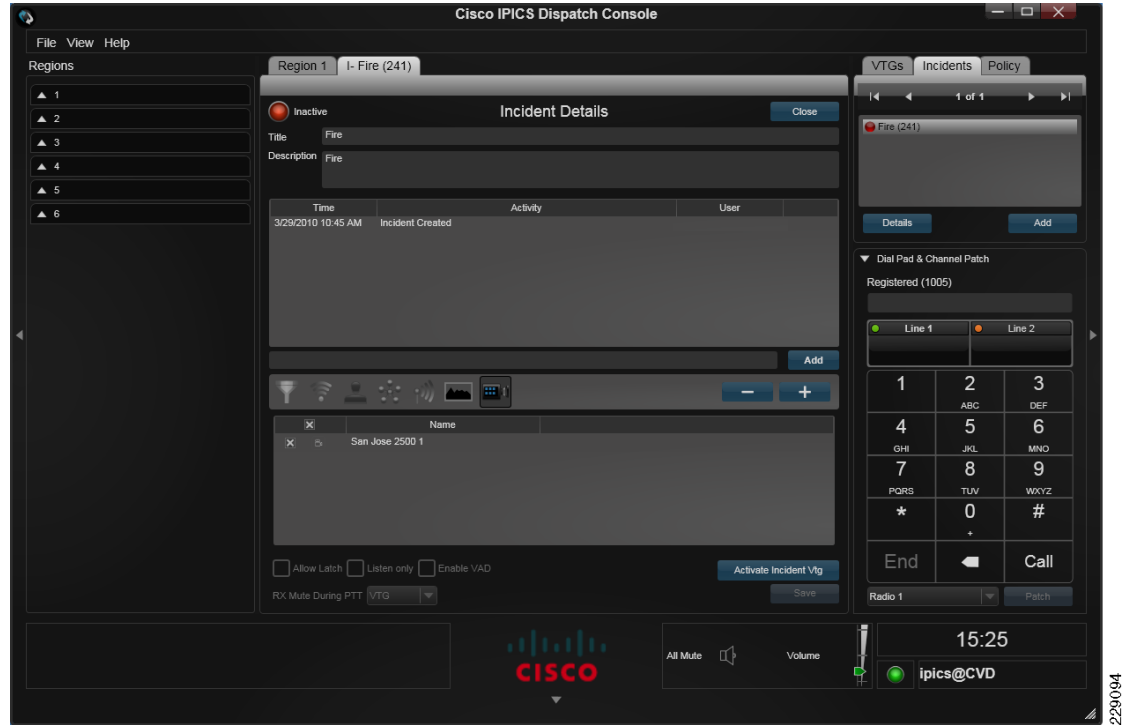 Cisco IPICS Dispatch Console
File View Help
Regions
1
2
3
4
5
6
Region 1
I- Fire (241)
Inactive
Incident Details
Close
Title
Fire
Description
Fire
Time Activity User
3/29/2010 10:45 AM Incident Created
Add
Name
San Jose 2500 1
Allow Latch Listen only Enable VAD
Activate Incident Vtg
RX Mute During PTT VTG
Save
VTGs Incidents Policy
1 of 1
Fire (241)
Details
Add
Dial Pad & Channel Patch
Registered (1005)
Line 1 Line 2
1 2 3
ABC DEF
4 5 6
GHI JKL MNO
7 8 9
PQRS TUV WXYZ
* 0 #
+
End Call
Radio 1
Patch
CISCO
All Mute
Volume
15:25
ipics@CVD
229094